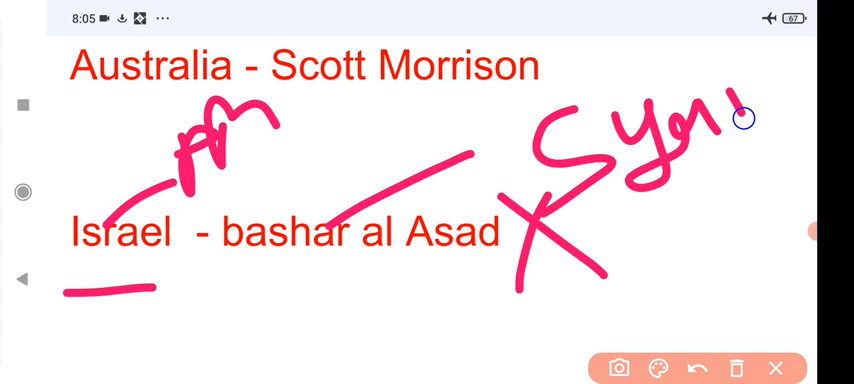 8:05 67
Australia - Scott Morrison
PM
Syri
Israel - bashar al Asad